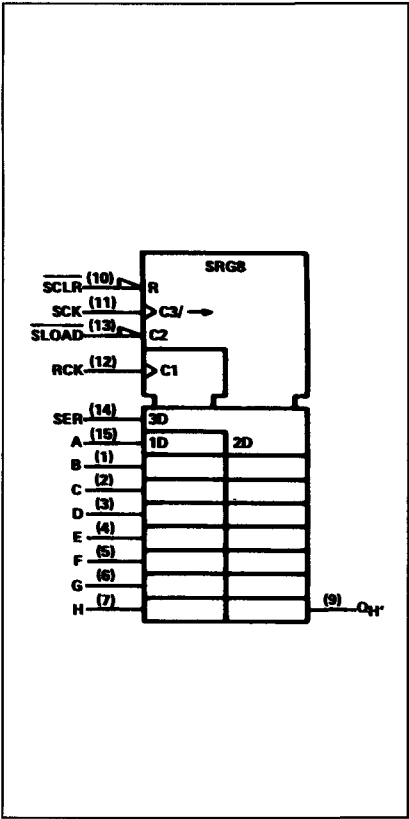 SRG8
SCLR (10) R
SCK (11) C3/ →
SLOAD (13) C2
RCK (12) C1
SER (14) 3D
A (15) 1D 2D
B (1)
C (2)
D (3)
E (4)
F (5)
G (6)
H (7) (9) QH'